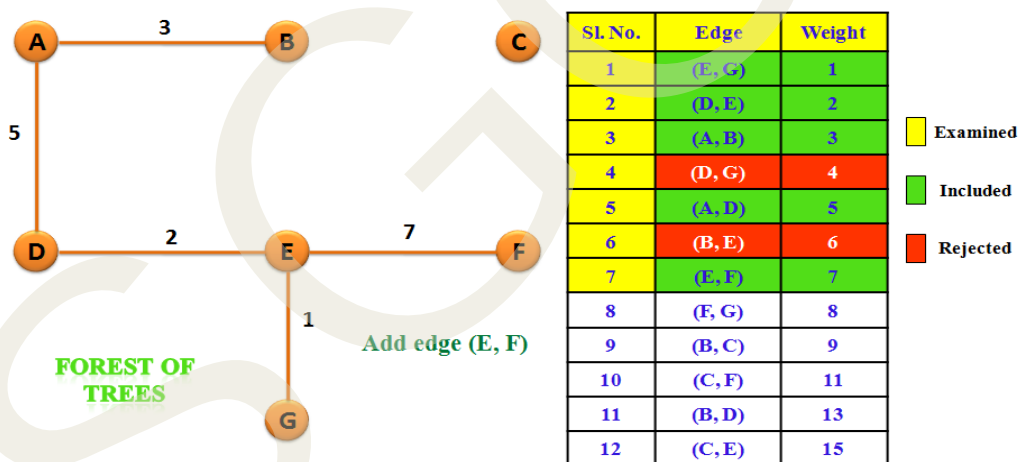 A
3
B
C
5
D
2
E
7
F
1
Add edge (E, F)
FOREST OF
TREES
G
Sl. No. Edge Weight
1 (E, G) 1
2 (D, E) 2
3 (A, B) 3
4 (D, G) 4
5 (A, D) 5
6 (B, E) 6
7 (E, F) 7
8 (F, G) 8
9 (B, C) 9
10 (C, F) 11
11 (B, D) 13
12 (C, E) 15
Examined
Included
Rejected